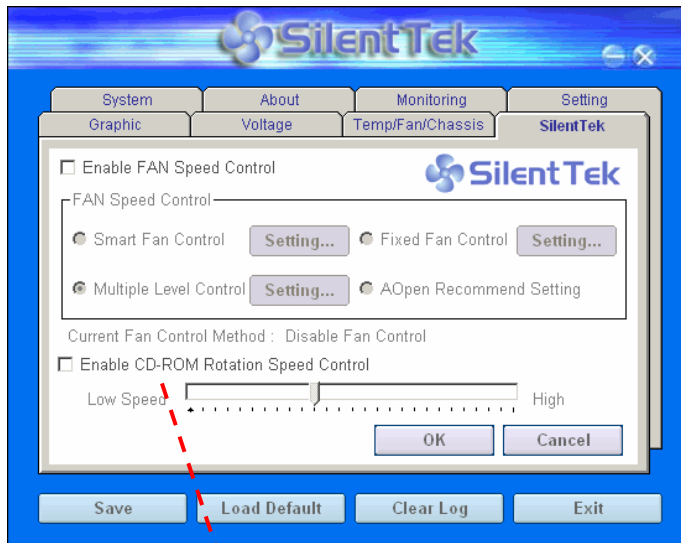 SilentTek
System About Monitoring Setting
Graphic Voltage Temp/Fan/Chassis SilentTek
Enable FAN Speed Control
SilentTek
FAN Speed Control
Smart Fan Control Setting... Fixed Fan Control Setting...
Multiple Level Control Setting... AOpen Recommend Setting
Current Fan Control Method : Disable Fan Control
Enable CD-ROM Rotation Speed Control
Low Speed High
OK Cancel
Save Load Default Clear Log Exit